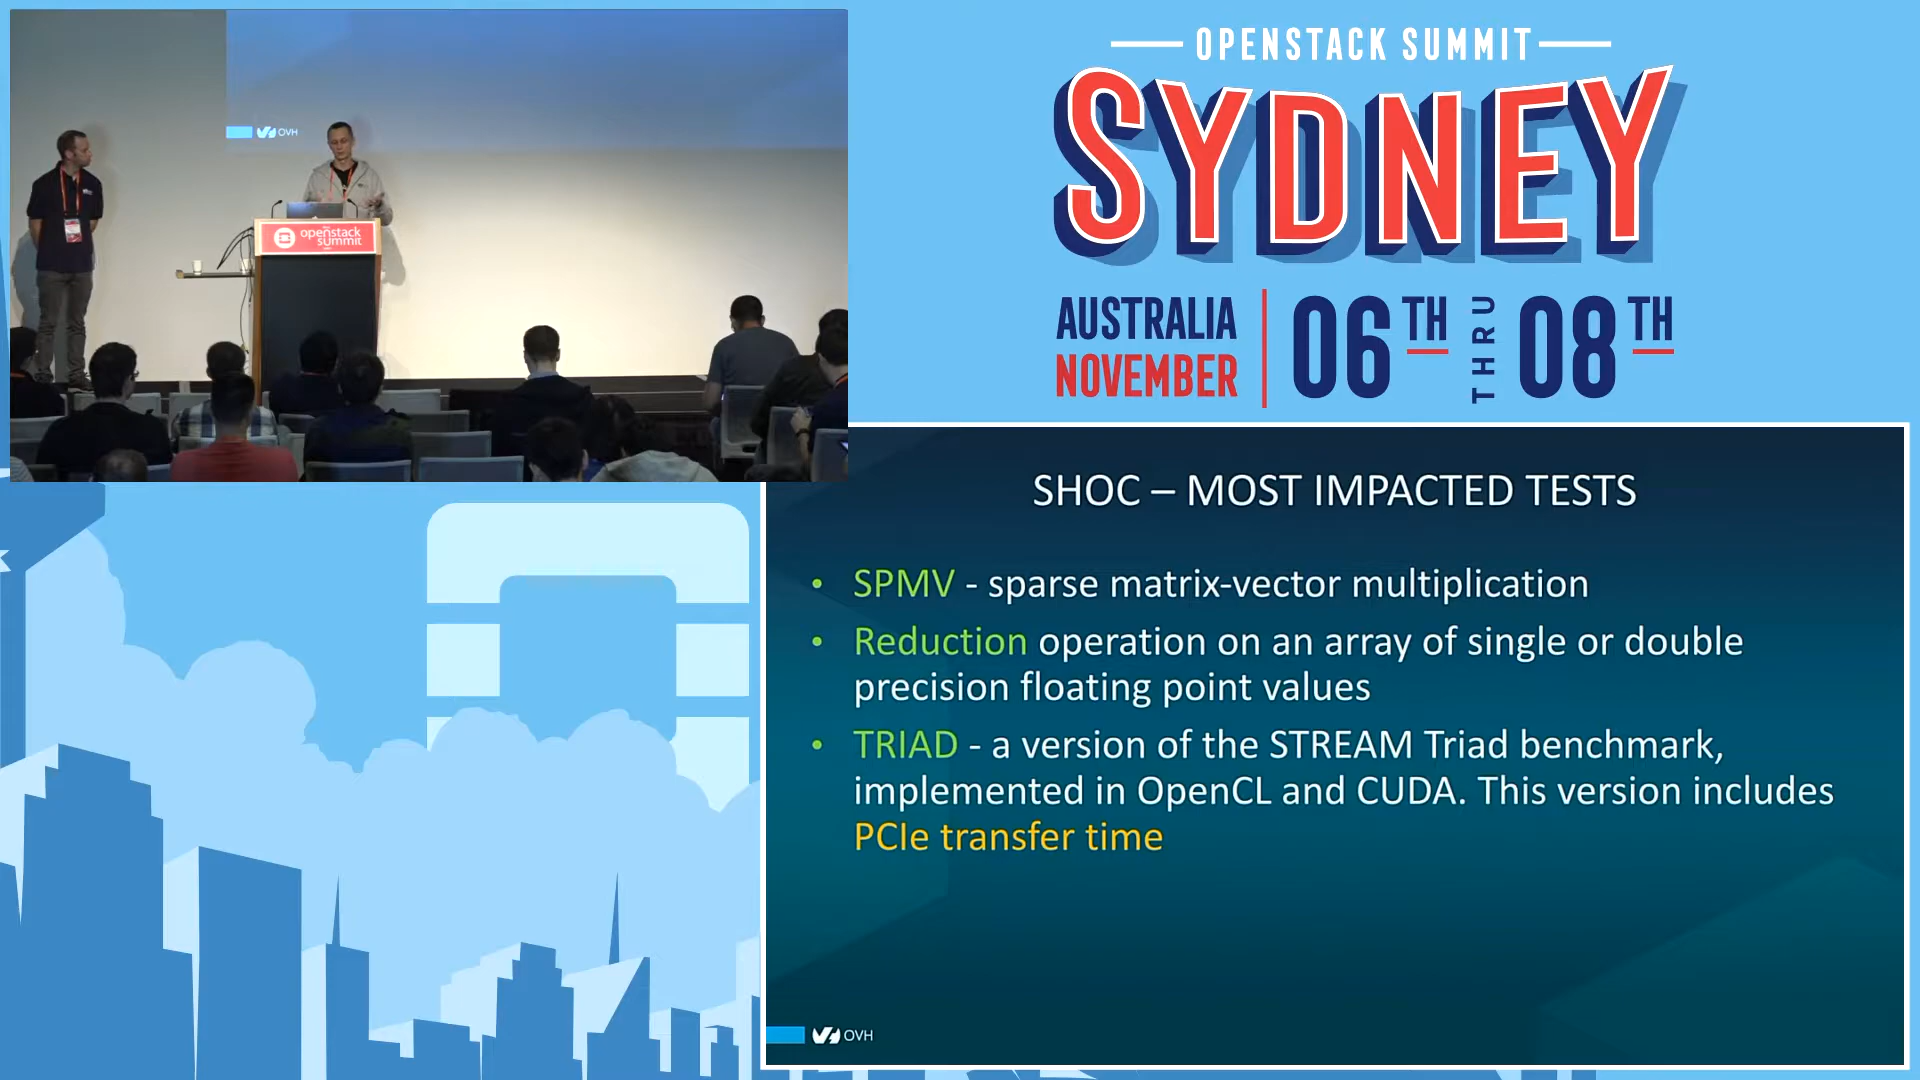 OVH
openstack
summit
OPENSTACK SUMMIT
SYDNEY
AUSTRALIA
NOVEMBER
06TH THRU 08TH
SHOC – MOST IMPACTED TESTS
• SPMV - sparse matrix-vector multiplication
• Reduction operation on an array of single or double
precision floating point values
• TRIAD - a version of the STREAM Triad benchmark,
implemented in OpenCL and CUDA. This version includes
PCIe transfer time
OVH